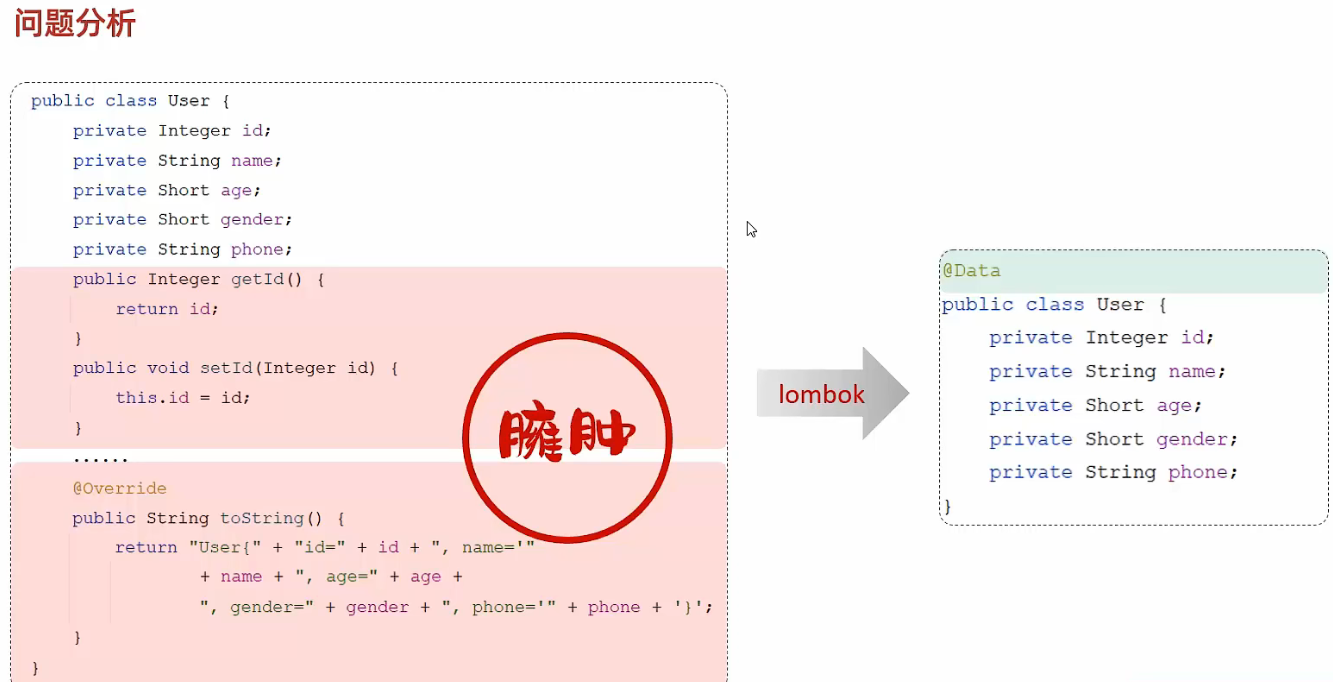 问题分析
public class User {
private Integer id;
private String name;
private Short age;
private Short gender;
private String phone;
public Integer getId() {
return id;
}
public void setId(Integer id) {
this.id = id;
}
......
@Override
public String toString() {
return "User{" + "id=" + id + ", name='"
+ name + ", age=" + age +
", gender=" + gender + ", phone='" + phone + '}';
}
}
臃肿
lombok
@Data
public class User {
private Integer id;
private String name;
private Short age;
private Short gender;
private String phone;
}